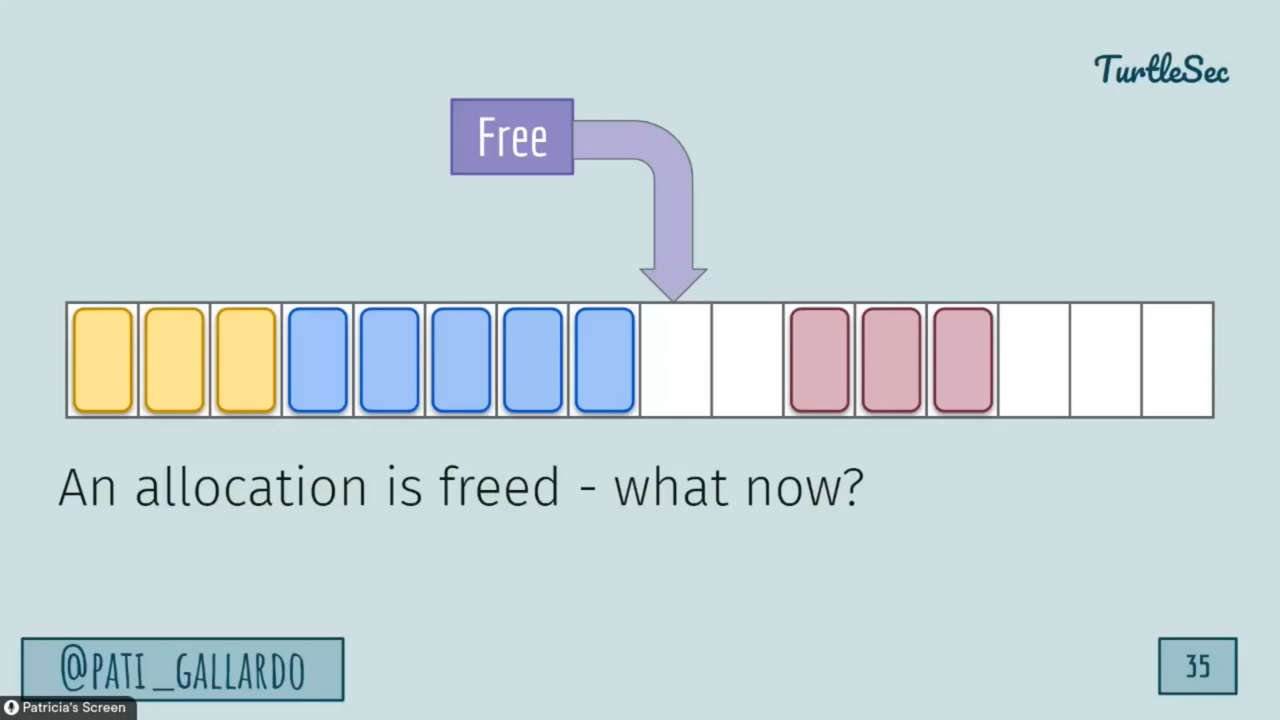 TurtleSec
Free
An allocation is freed - what now?
@PATI_GALLARDO
35
Patricia's Screen